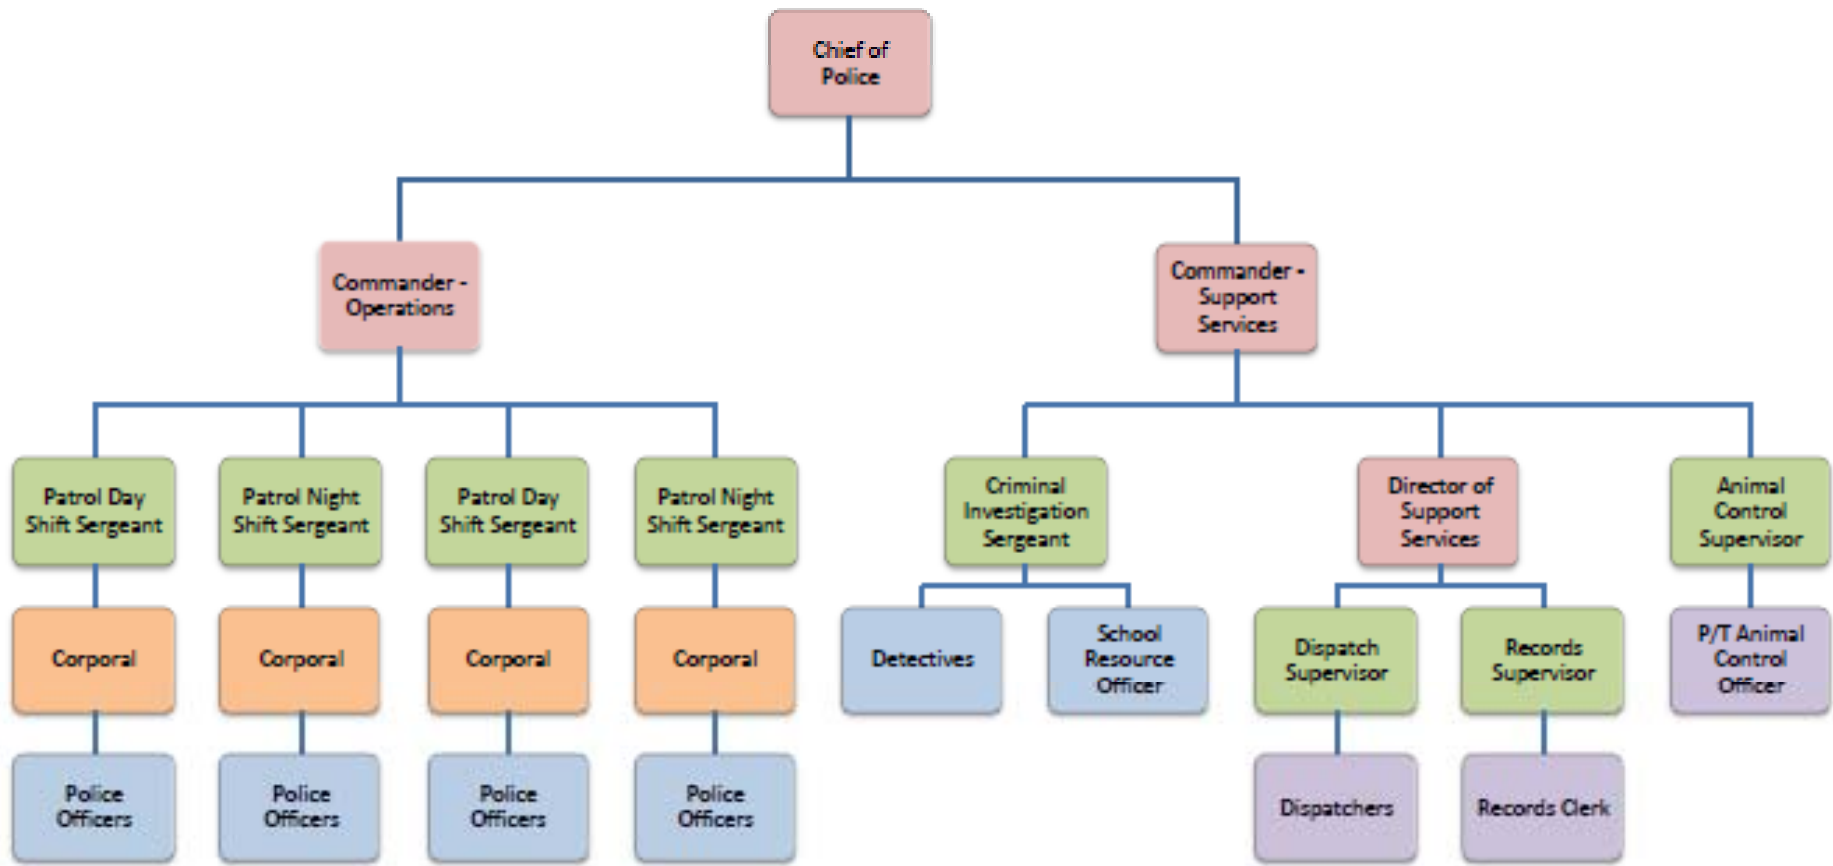 Chief of
Police
Commander -
Operations
Commander -
Support
Services
Patrol Day
Shift Sergeant
Patrol Night
Shift Sergeant
Patrol Day
Shift Sergeant
Patrol Night
Shift Sergeant
Criminal
Investigation
Sergeant
Director of
Support
Services
Animal
Control
Supervisor
Corporal
Corporal
Corporal
Corporal
Detectives
School
Resource
Officer
Dispatch
Supervisor
Records
Supervisor
P/T Animal
Control
Officer
Police
Officers
Police
Officers
Police
Officers
Police
Officers
Dispatchers
Records Clerk